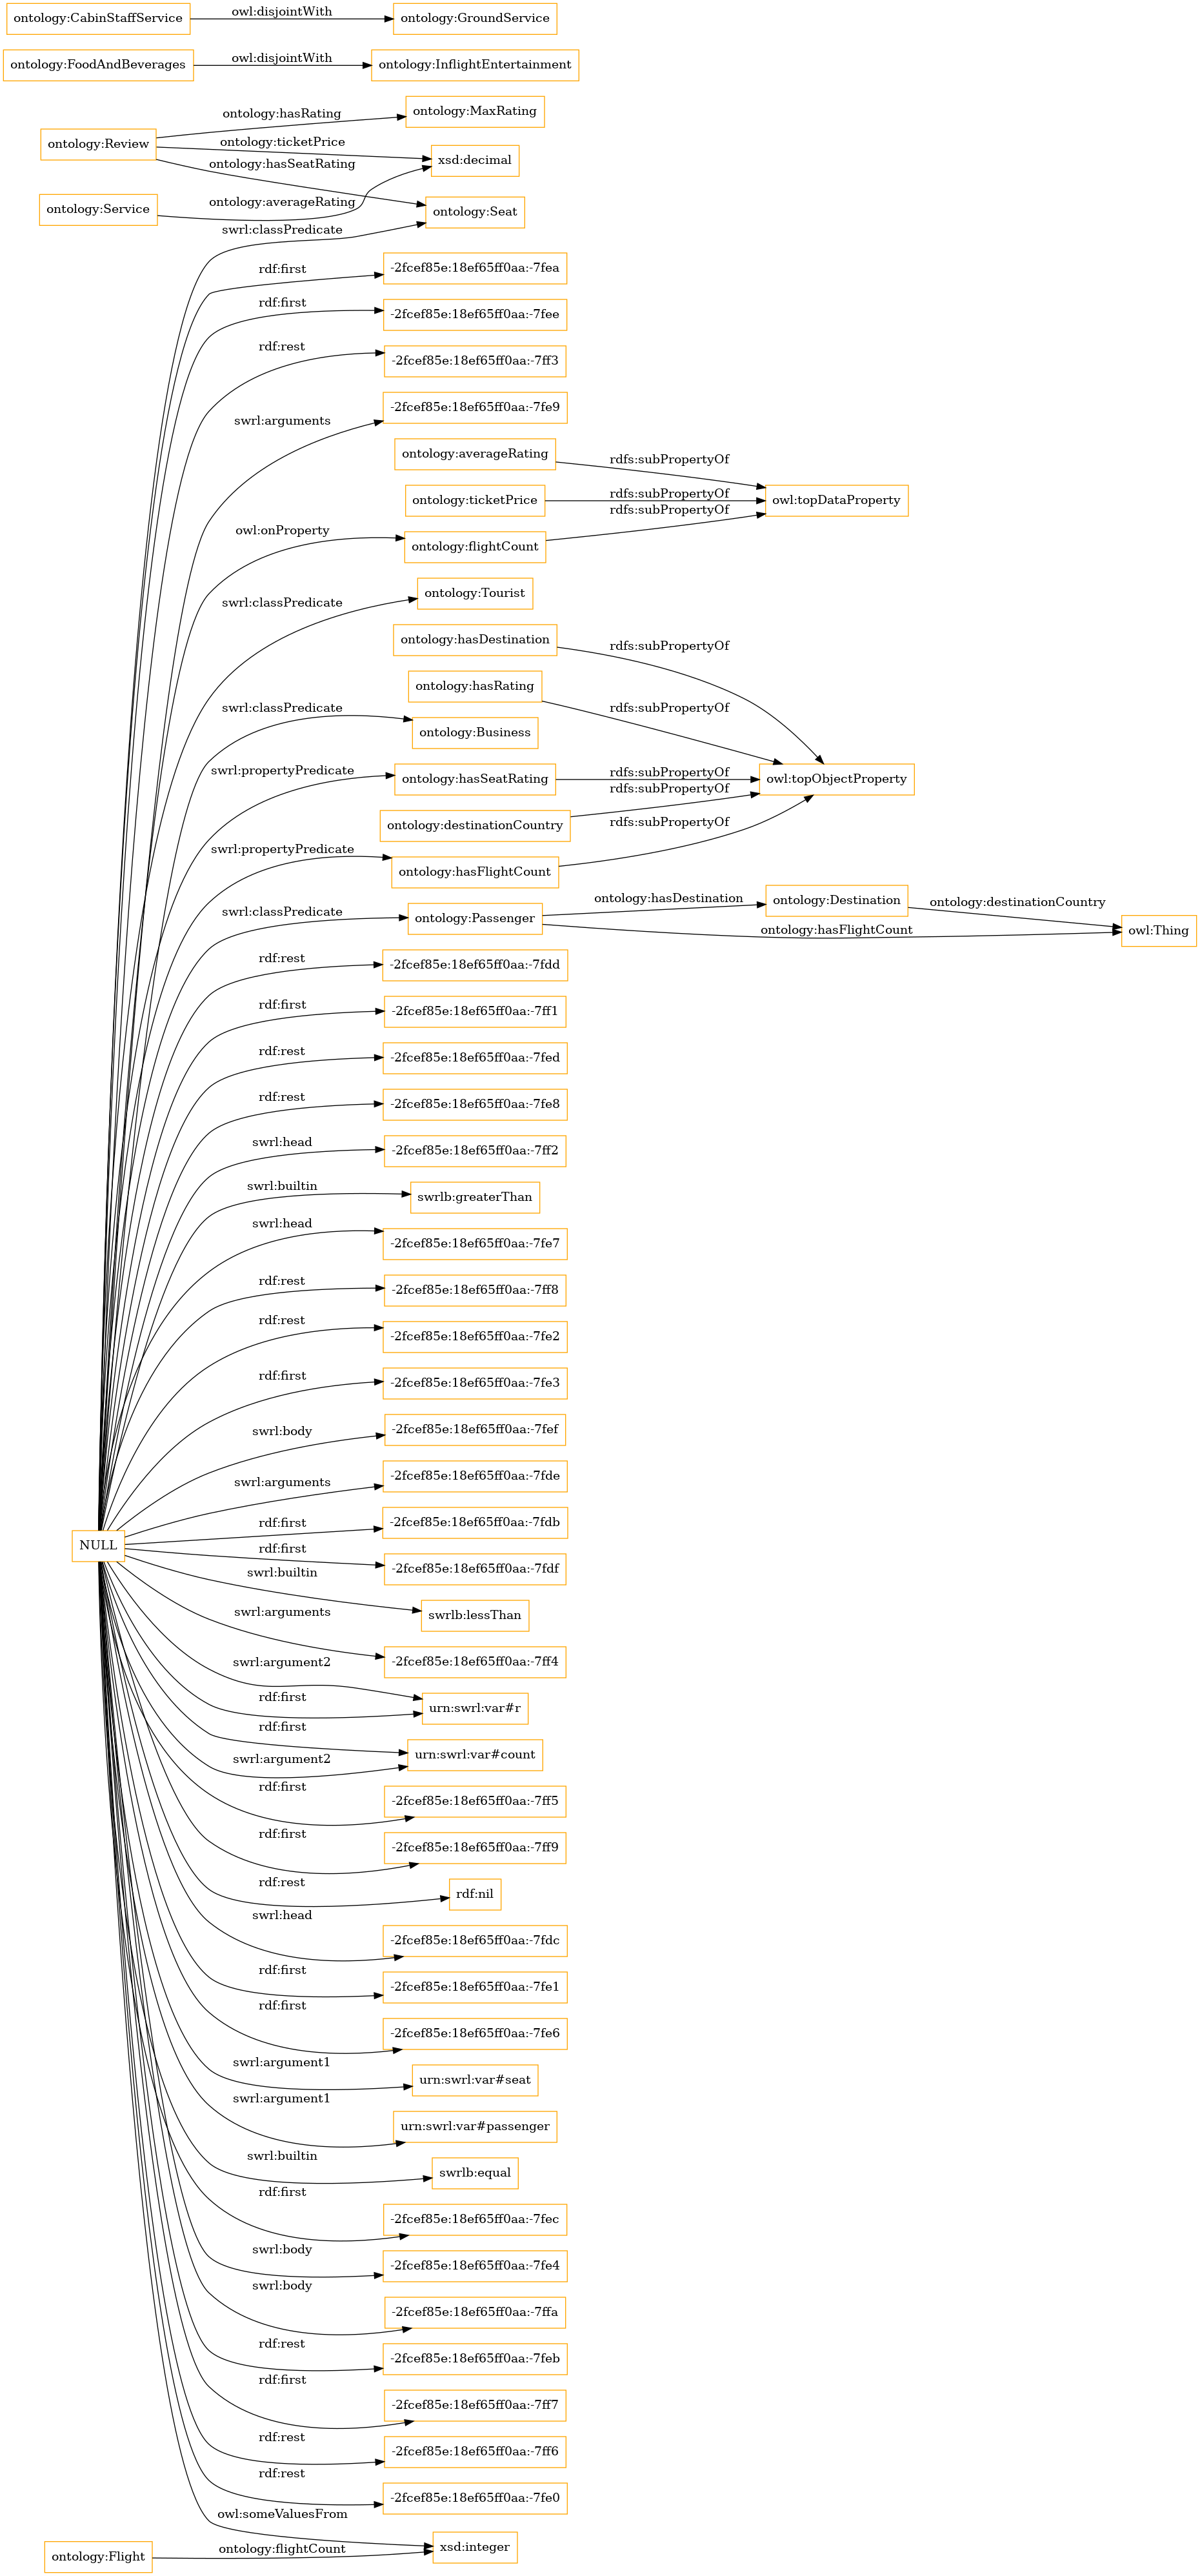 ontology:CabinStaffService
owl:disjointWith
ontology:GroundService
ontology:FoodAndBeverages
owl:disjointWith
ontology:InflightEntertainment
ontology:Review
ontology:hasRating
ontology:MaxRating
ontology:ticketPrice
xsd:decimal
ontology:hasSeatRating
ontology:Service
ontology:averageRating
ontology:Seat
swrl:classPredicate
rdf:first
-2fcef85e:18ef65ff0aa:-7fea
rdf:first
-2fcef85e:18ef65ff0aa:-7fee
rdf:rest
-2fcef85e:18ef65ff0aa:-7ff3
swrl:arguments
-2fcef85e:18ef65ff0aa:-7fe9
ontology:averageRating
rdfs:subPropertyOf
ontology:ticketPrice
rdfs:subPropertyOf
owl:topDataProperty
rdfs:subPropertyOf
owl:onProperty
ontology:flightCount
swrl:classPredicate
ontology:Tourist
ontology:hasDestination
rdfs:subPropertyOf
ontology:hasRating
rdfs:subPropertyOf
swrl:classPredicate
ontology:Business
swrl:propertyPredicate
ontology:hasSeatRating
rdfs:subPropertyOf
owl:topObjectProperty
rdfs:subPropertyOf
ontology:destinationCountry
rdfs:subPropertyOf
swrl:propertyPredicate
ontology:hasFlightCount
swrl:classPredicate
ontology:Passenger
ontology:hasDestination
ontology:Destination
ontology:destinationCountry
ontology:hasFlightCount
owl:Thing
rdf:rest
-2fcef85e:18ef65ff0aa:-7fdd
rdf:first
-2fcef85e:18ef65ff0aa:-7ff1
rdf:rest
-2fcef85e:18ef65ff0aa:-7fed
rdf:rest
-2fcef85e:18ef65ff0aa:-7fe8
swrl:head
-2fcef85e:18ef65ff0aa:-7ff2
swrl:builtin
swrlb:greaterThan
swrl:head
-2fcef85e:18ef65ff0aa:-7fe7
rdf:rest
-2fcef85e:18ef65ff0aa:-7ff8
rdf:rest
-2fcef85e:18ef65ff0aa:-7fe2
rdf:first
-2fcef85e:18ef65ff0aa:-7fe3
swrl:body
-2fcef85e:18ef65ff0aa:-7fef
swrl:arguments
-2fcef85e:18ef65ff0aa:-7fde
rdf:first
-2fcef85e:18ef65ff0aa:-7fdb
NULL
rdf:first
-2fcef85e:18ef65ff0aa:-7fdf
swrl:builtin
swrlb:lessThan
swrl:arguments
-2fcef85e:18ef65ff0aa:-7ff4
swrl:argument2
rdf:first
urn:swrl:var#r
rdf:first
urn:swrl:var#count
swrl:argument2
rdf:first
-2fcef85e:18ef65ff0aa:-7ff5
rdf:first
-2fcef85e:18ef65ff0aa:-7ff9
rdf:rest
rdf:nil
swrl:head
-2fcef85e:18ef65ff0aa:-7fdc
rdf:first
-2fcef85e:18ef65ff0aa:-7fe1
rdf:first
-2fcef85e:18ef65ff0aa:-7fe6
swrl:argument1
urn:swrl:var#seat
swrl:argument1
urn:swrl:var#passenger
swrl:builtin
swrlb:equal
rdf:first
-2fcef85e:18ef65ff0aa:-7fec
swrl:body
-2fcef85e:18ef65ff0aa:-7fe4
swrl:body
-2fcef85e:18ef65ff0aa:-7ffa
rdf:rest
-2fcef85e:18ef65ff0aa:-7feb
rdf:first
-2fcef85e:18ef65ff0aa:-7ff7
rdf:rest
-2fcef85e:18ef65ff0aa:-7ff6
rdf:rest
-2fcef85e:18ef65ff0aa:-7fe0
owl:someValuesFrom
xsd:integer
ontology:Flight
ontology:flightCount